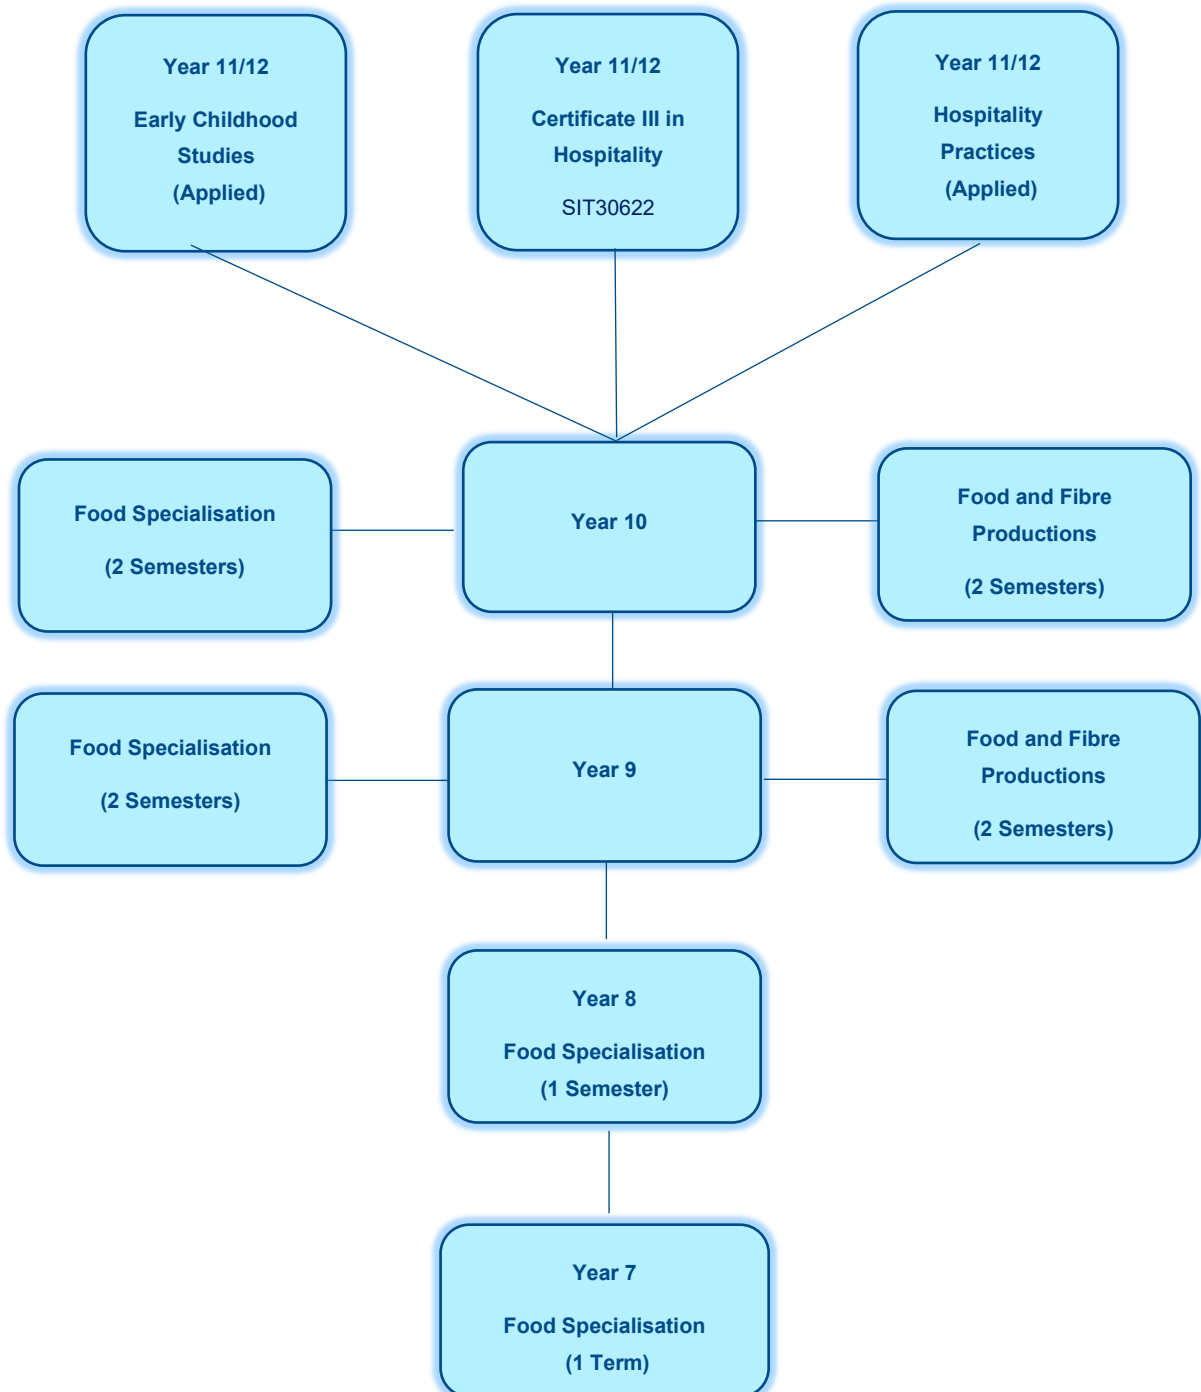 Year 11/12
Early Childhood
Studies
(Applied)
Year 11/12
Certificate III in
Hospitality
SIT30622
Year 11/12
Hospitality
Practices
(Applied)
Food Specialisation
(2 Semesters)
Year 10
Food and Fibre
Productions
(2 Semesters)
Food Specialisation
(2 Semesters)
Year 9
Food and Fibre
Productions
(2 Semesters)
Year 8
Food Specialisation
(1 Semester)
Year 7
Food Specialisation
(1 Term)